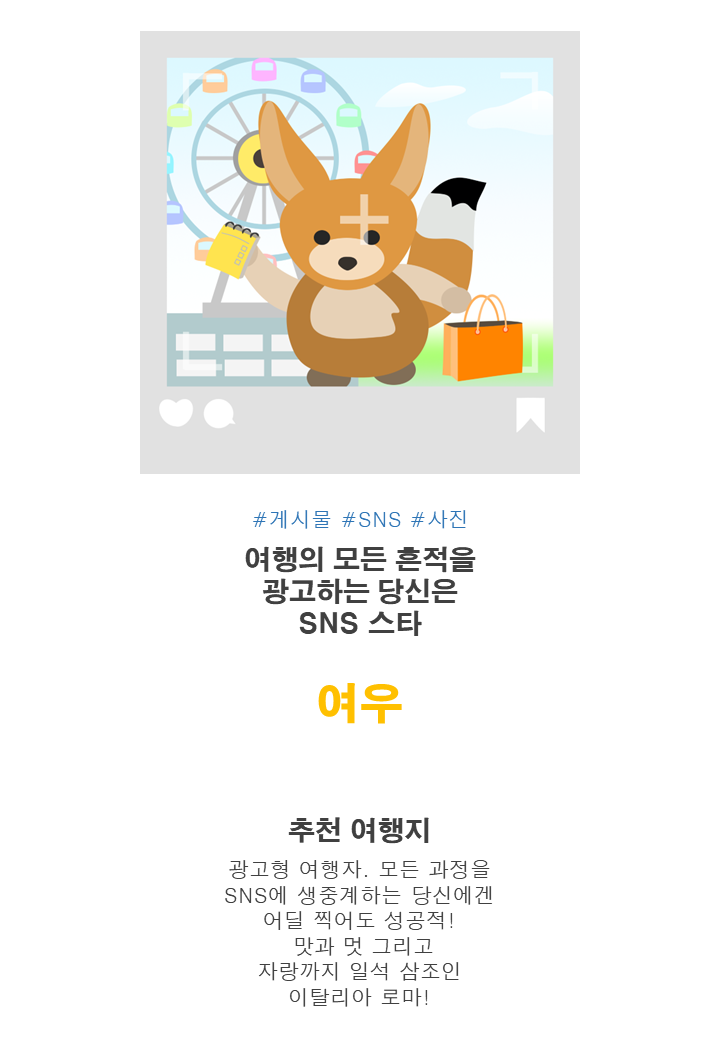 #게시물 #SNS #사진
여행의 모든 흔적을
광고하는 당신은
SNS 스타
여우
추천 여행지
광고형 여행자. 모든 과정을
SNS에 생중계하는 당신에겐
어딜 찍어도 성공적!
맛과 멋 그리고
자랑까지 일석 삼조인
이탈리아 로마!